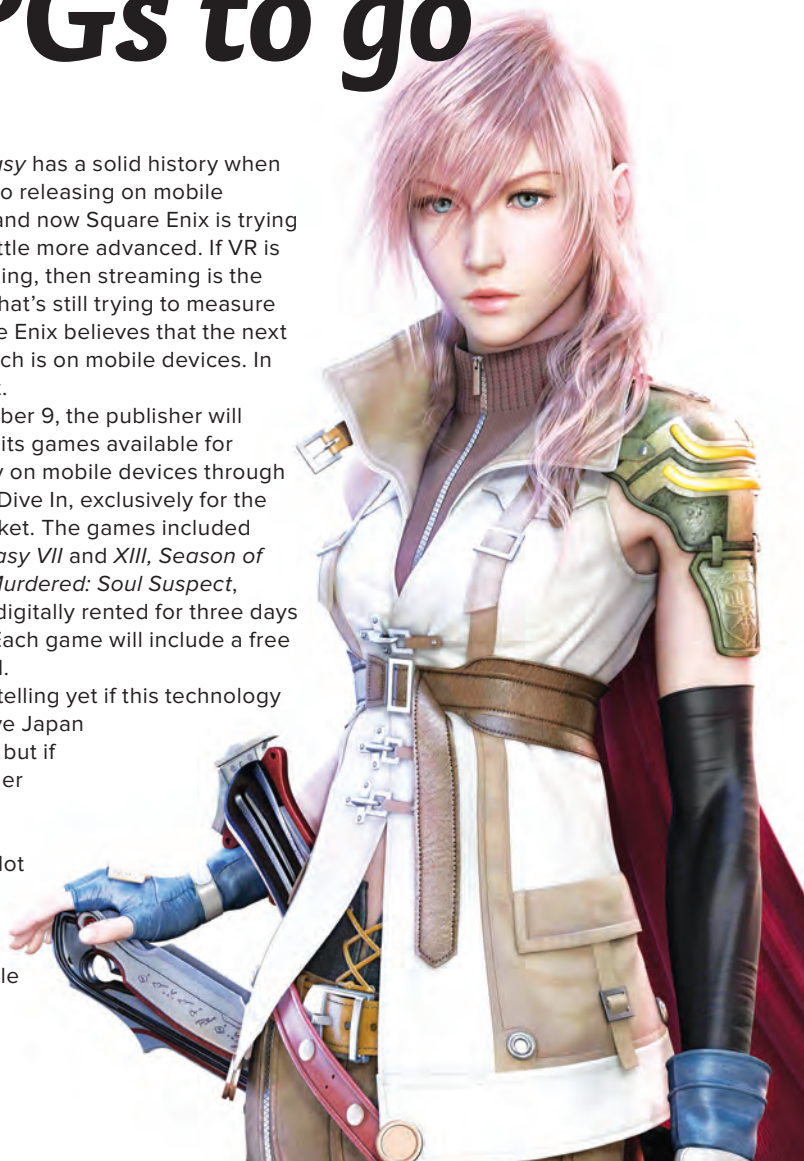 PGs to go
asy has a solid history when
o releasing on mobile
and now Square Enix is trying
ttle more advanced. If VR is
ing, then streaming is the
hat's still trying to measure
e Enix believes that the next
ch is on mobile devices. In
ber 9, the publisher will
its games available for
y on mobile devices through
Dive In, exclusively for the
ket. The games included
asy VII and XIII, Season of
Murdered: Soul Suspect,
digitally rented for three days
Each game will include a free
telling yet if this technology
ve Japan
but if
er
lot
le